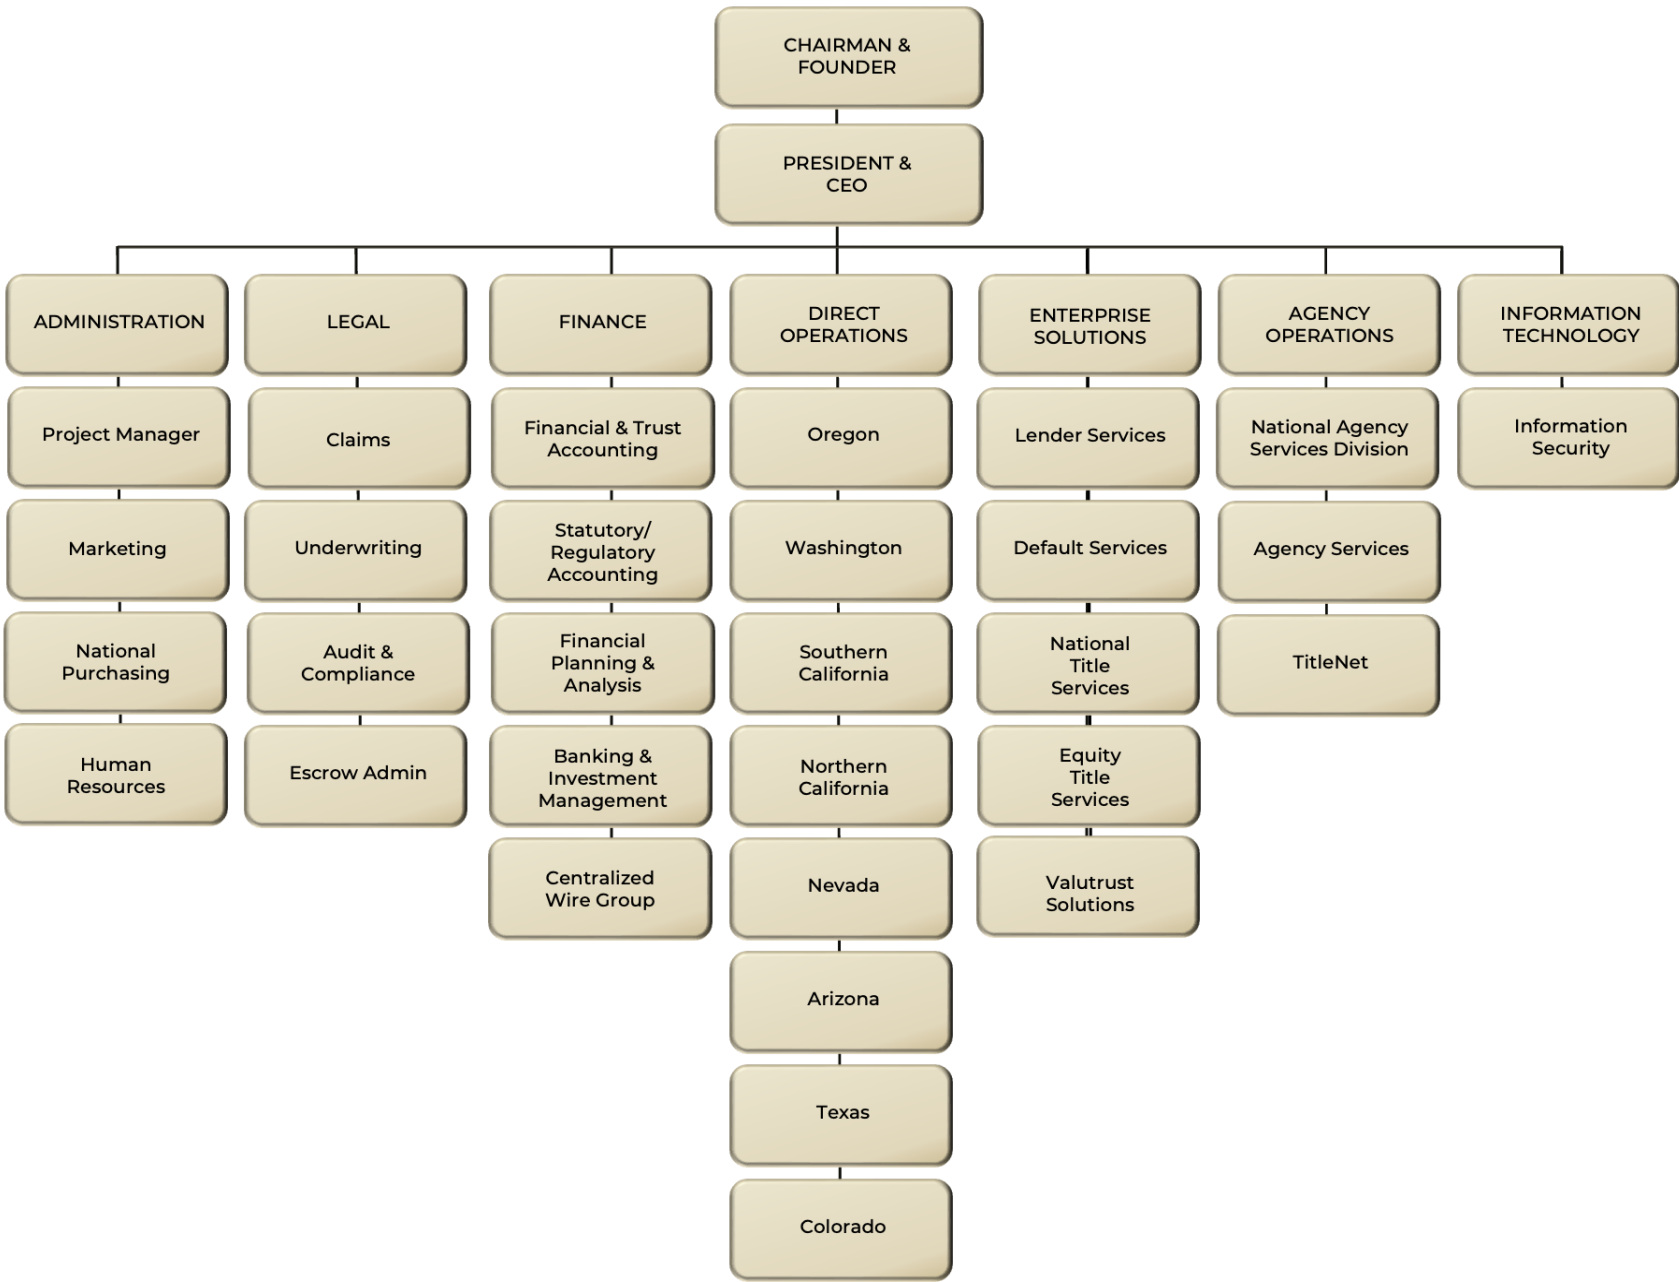 CHAIRMAN &
FOUNDER
PRESIDENT &
CEO
ADMINISTRATION
Project Manager
Marketing
National
Purchasing
Human
Resources
LEGAL
Claims
Underwriting
Audit &
Compliance
Escrow Admin
FINANCE
Financial & Trust
Accounting
Statutory/
Regulatory
Accounting
Financial
Planning &
Analysis
Banking &
Investment
Management
Centralized
Wire Group
DIRECT
OPERATIONS
Oregon
Washington
Southern
California
Northern
California
Nevada
Arizona
Texas
Colorado
ENTERPRISE
SOLUTIONS
Lender Services
Default Services
National
Title
Services
Equity
Title
Services
Valutrust
Solutions
AGENCY
OPERATIONS
National Agency
Services Division
Agency Services
TitleNet
INFORMATION
TECHNOLOGY
Information
Security